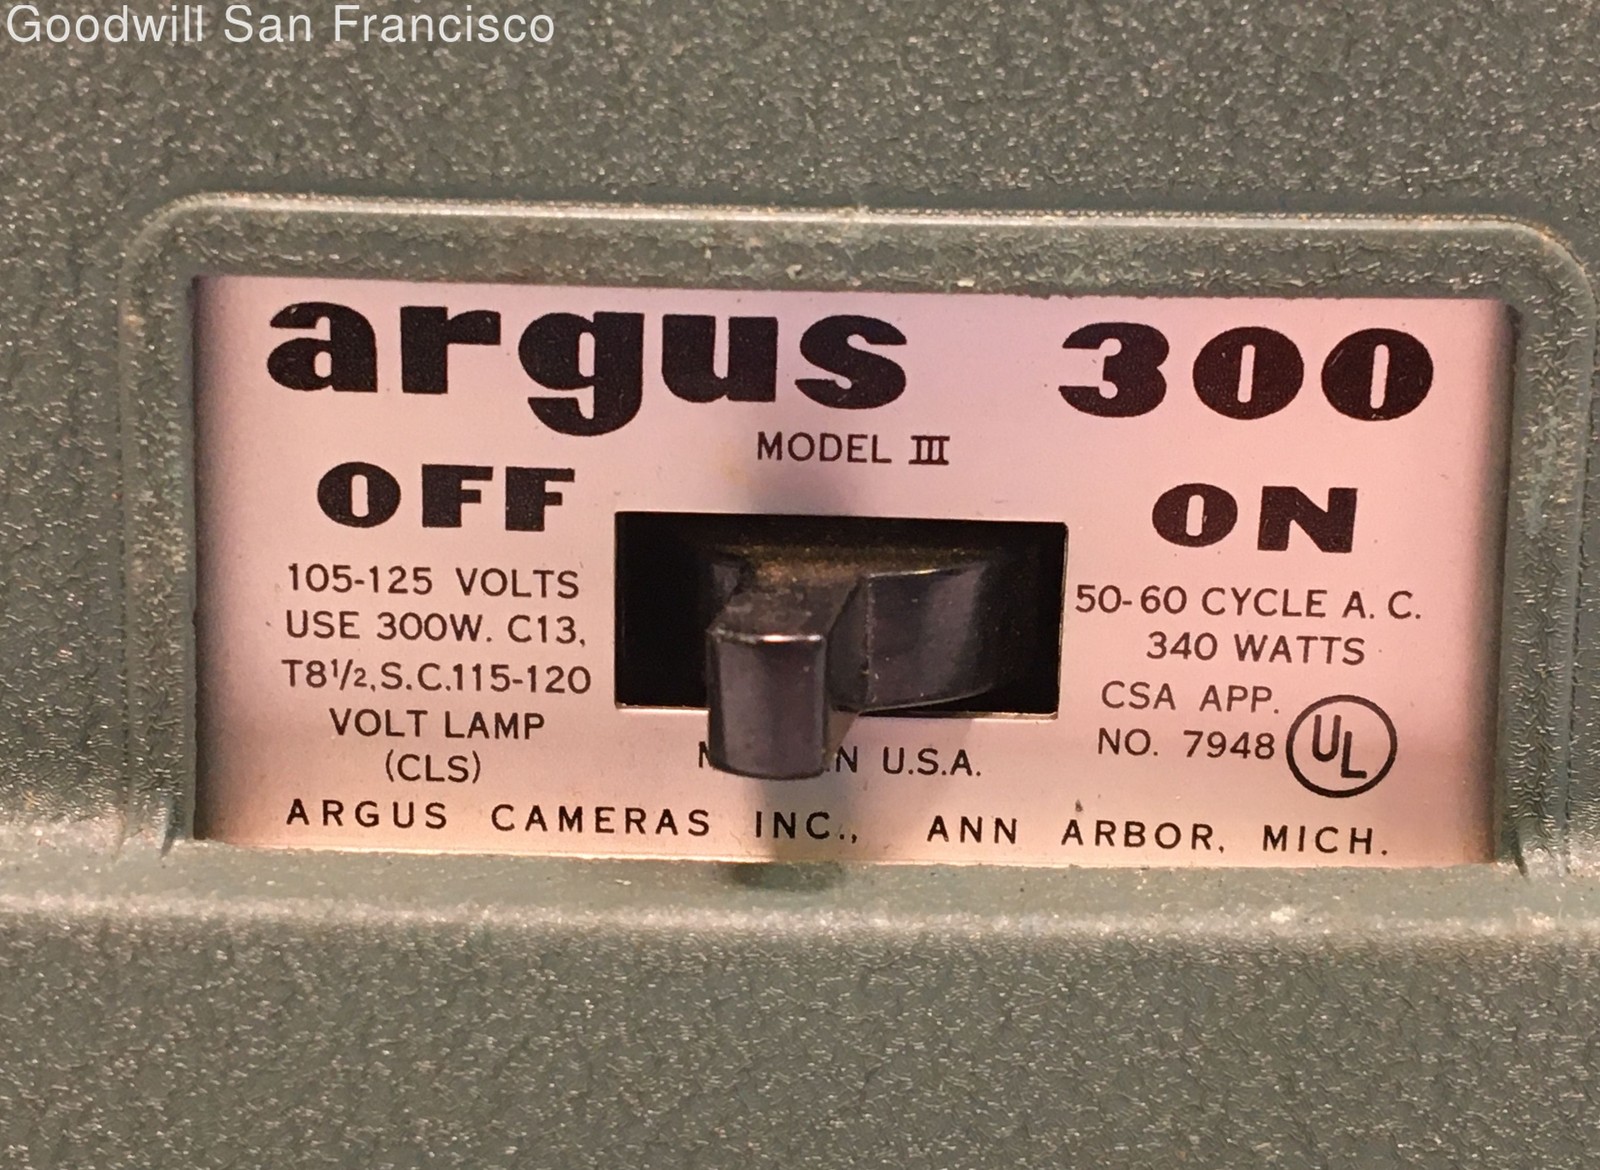 Goodwill San Francisco
argus 300
MODEL III
OFF
ON
105-125 VOLTS
USE 300W. C13,
T8½,S.C.115-120
VOLT LAMP
(CLS)
50-60 CYCLE A. C.
340 WATTS
CSA APP.
NO. 7948
UL
U.S.A.
ARGUS CAMERAS INC., ANN ARBOR, MICH.